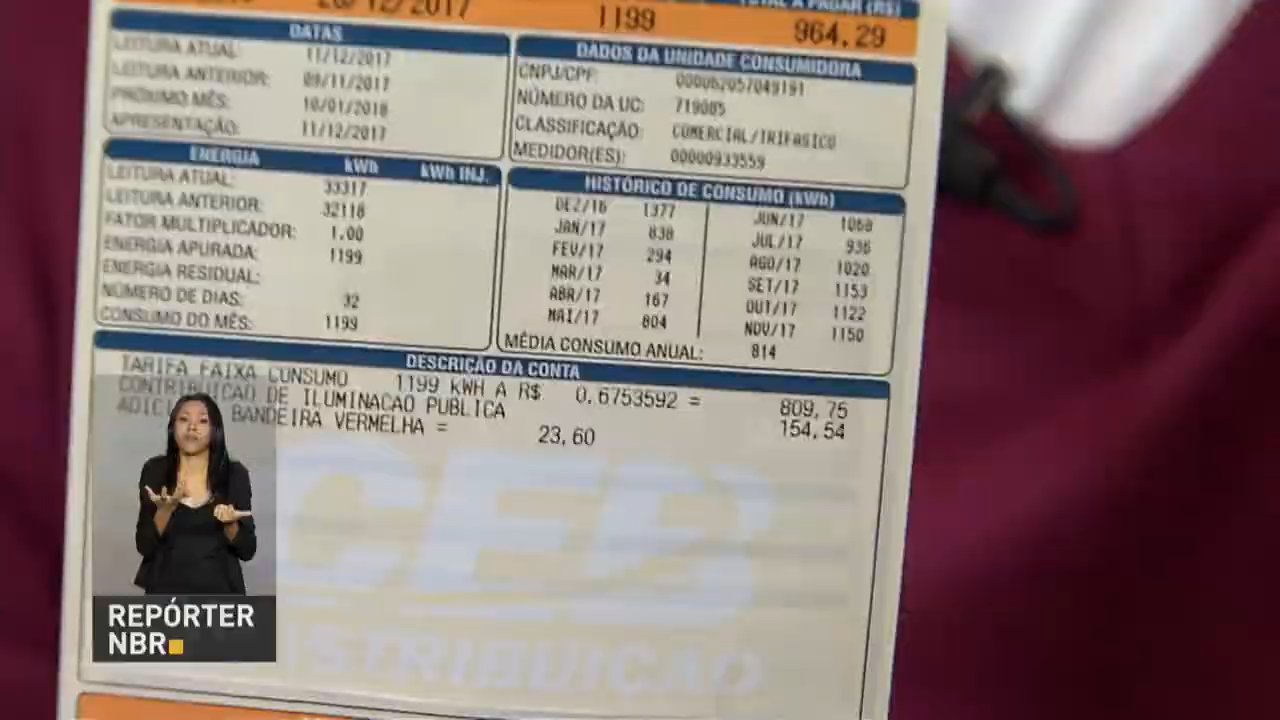 20/12/2017 1199 964.29
TOTAL A PAGAR (R$)
DATAS
LEITURA ATUAL: 11/12/2017
LEITURA ANTERIOR: 09/11/2017
PRÓXIMO MÊS: 10/01/2018
APRESENTAÇÃO: 11/12/2017
DADOS DA UNIDADE CONSUMIDORA
CNPJ/CPF: 000062057049191
NÚMERO DA UC: 719085
CLASSIFICAÇÃO: COMERCIAL/TRIFASICO
MEDIDOR(ES): 00000933559
ENERGIA kWh kWh INJ.
LEITURA ATUAL: 33317
LEITURA ANTERIOR: 32118
FATOR MULTIPLICADOR: 1.00
ENERGIA APURADA: 1199
ENERGIA RESIDUAL:
NÚMERO DE DIAS: 32
CONSUMO DO MÊS: 1199
HISTÓRICO DE CONSUMO (kWh)
DEZ/16 1377 JUN/17 1068
JAN/17 838 JUL/17 936
FEV/17 294 AGO/17 1020
MAR/17 34 SET/17 1153
ABR/17 167 OUT/17 1122
MAI/17 804 NOV/17 1150
MÉDIA CONSUMO ANUAL: 814
DESCRIÇÃO DA CONTA
TARIFA FAIXA CONSUMO 1199 KWH A R$ 0,6753592 = 809,75
CONTRIBUICAO DE ILUMINACAO PUBLICA 154,54
BANDEIRA VERMELHA = 23,60
CEB
DISTRIBUIÇÃO
REPÓRTER
NBR